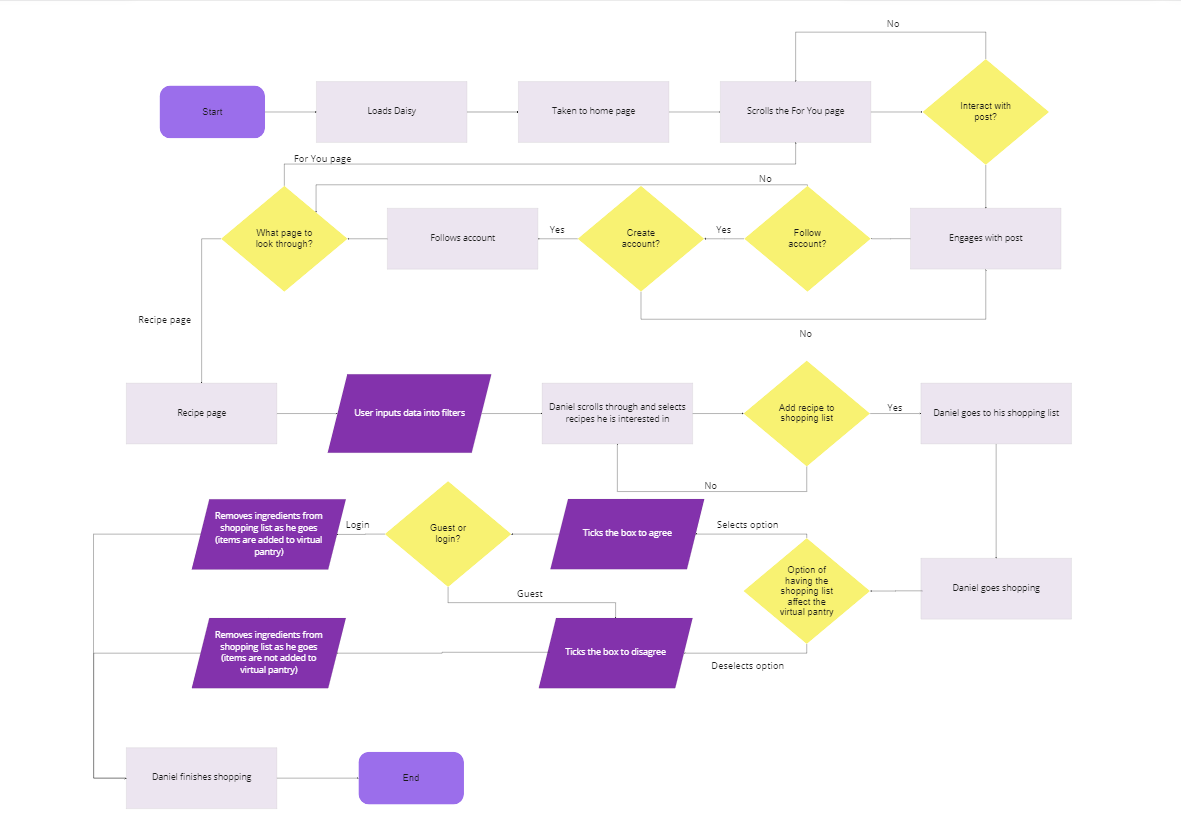 No
Start
Loads Daisy
Taken to home page
Scrolls the For You page
Interact with
post?
For You page
No
What page to
look through?
Follows account
Yes
Create
account?
Yes
Follow
account?
Engages with post
Recipe page
No
Recipe page
User inputs data into filters
Daniel scrolls through and selects
recipes he is interested in
Add recipe to
shopping list
Yes
Daniel goes to his shopping list
No
Removes ingredients from
shopping list as he goes
(items are added to virtual
pantry)
Login
Guest or
login?
Ticks the box to agree
Selects option
Option of
having the
shopping list
affect the
virtual pantry
Daniel goes shopping
Guest
Removes ingredients from
shopping list as he goes
(items are not added to
virtual pantry)
Ticks the box to disagree
Deselects option
Daniel finishes shopping
End